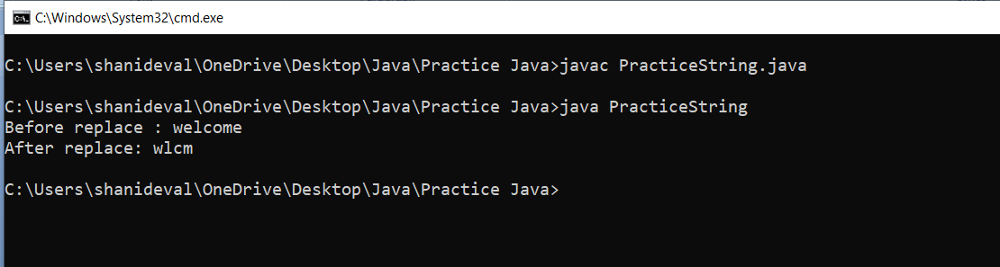 C:\Windows\System32\cmd.exe
C:\Users\shanideval\OneDrive\Desktop\Java\Practice Java>javac PracticeString.java
C:\Users\shanideval\OneDrive\Desktop\Java\Practice Java>java PracticeString
Before replace : welcome
After replace: wlcm
C:\Users\shanideval\OneDrive\Desktop\Java\Practice Java>